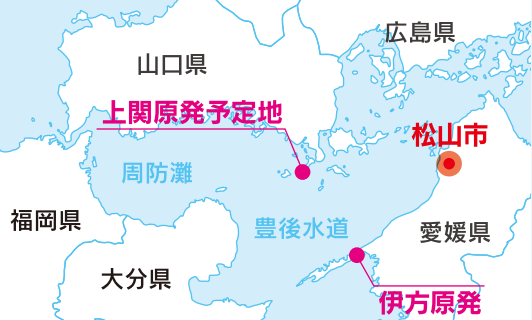 広島県
山口県
上関原発予定地
松山市
周防灘
福岡県
豊後水道
愛媛県
大分県
伊方原発